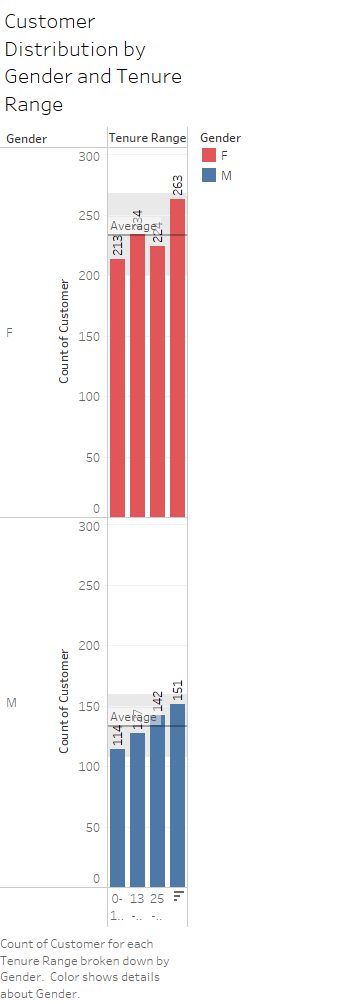 Customer
Distribution by
Gender and Tenure
Range
Gender
Tenure Range
Gender
F
M
300
250
200
150
100
50
0
Count of Customer
F
Average
213
224
263
300
250
200
150
100
50
0
Count of Customer
M
Average
114
142
151
0-
1..
13
-..
25
-..
Count of Customer for each
Tenure Range broken down by
Gender. Color shows details
about Gender.